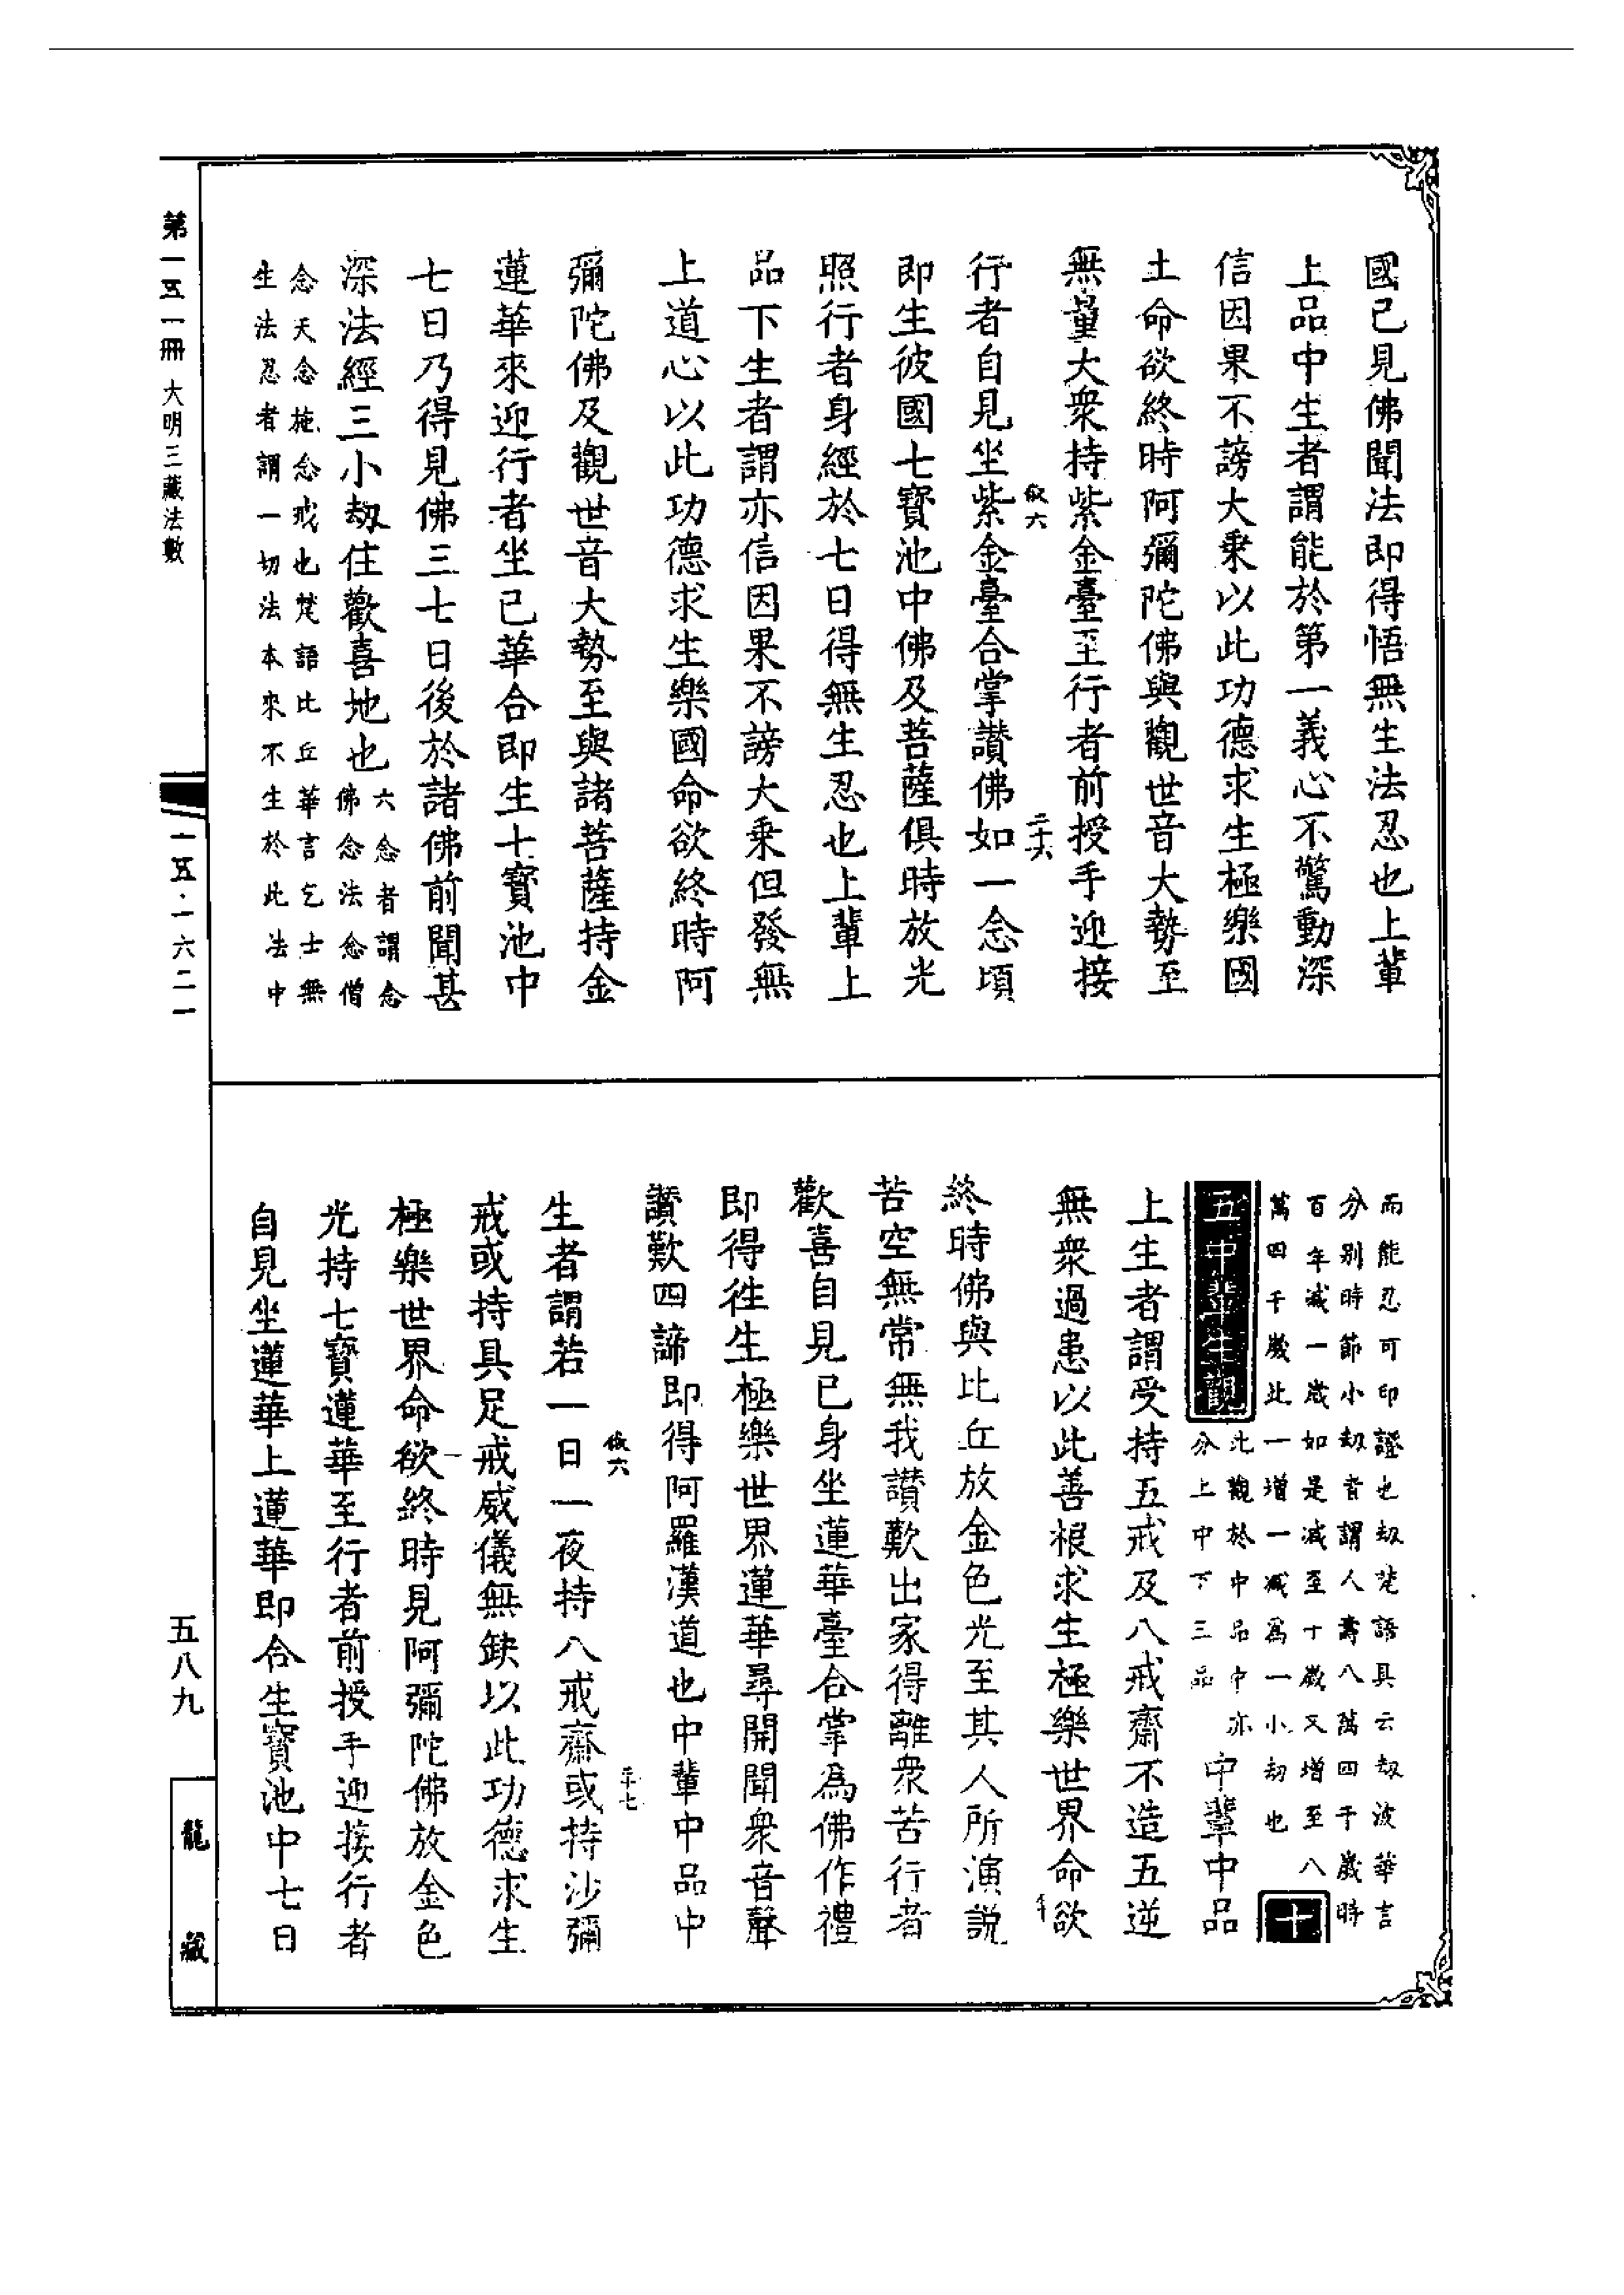 國已見佛聞法即得悟無生法忍也上輩
上品中生者謂能於第一義心不驚動深
信因果不謗大乘以此功德求生極樂國
土命欲終時阿彌陀佛與觀世音大勢至
無量大衆持紫金臺至行者前授手迎接
六
二十六
行者自見坐紫金臺合掌讃佛如一念頃
即生彼國七寳池中佛及菩薩俱時放光
照行者身經於七日得無生忍也上輩上
品下生者謂亦信因果不謗大乘但發無
上道心以此功德求生樂國命欲終時阿
彌陀佛及觀世音大勢至與諸菩薩持金
蓮華來迎行者坐已華合即生十寳池中
七日乃得見佛三七日後於諸佛前聞甚
深法經三小劫住歡喜地也
六念者謂念
佛念法念僧
念天念施念戒也梵語比丘華言乞士無
生法忍者謂一切法本來不生於此法中
而能忍可印證也劫梵語具云劫波華言
分别時節小劫者謂人壽八萬四千歲時
百年減一歲如是減至十歲又增至八
萬四千歲此一增一減爲一小劫也
十
五中輩生觀
此觀於中品中亦
分上中下三品
中輩中品
上生者謂受持五戒及八戒齋不造五逆
無衆過患以此善根求生極樂世界命欲
終時佛與比丘放金色光至其人所演説
苦空無常無我讃歎出家得離衆苦行者
歡喜自見已身坐蓮華臺合掌為佛作禮
即得徃生極樂世界蓮華尋開聞衆音聲
讃歎四諦即得阿羅漢道也中輩中品中
六
二十七
生者謂若一日一夜持八戒齋或持沙彌
戒或持具足戒威儀無缺以此功德求生
極樂世界命欲終時見阿彌陀佛放金色
光持七寳蓮華至行者前授手迎接行者
自見坐蓮華上蓮華即合生寳池中七日
第一五一冊 大明三藏法數
一五·一六二一
五八九
龍藏